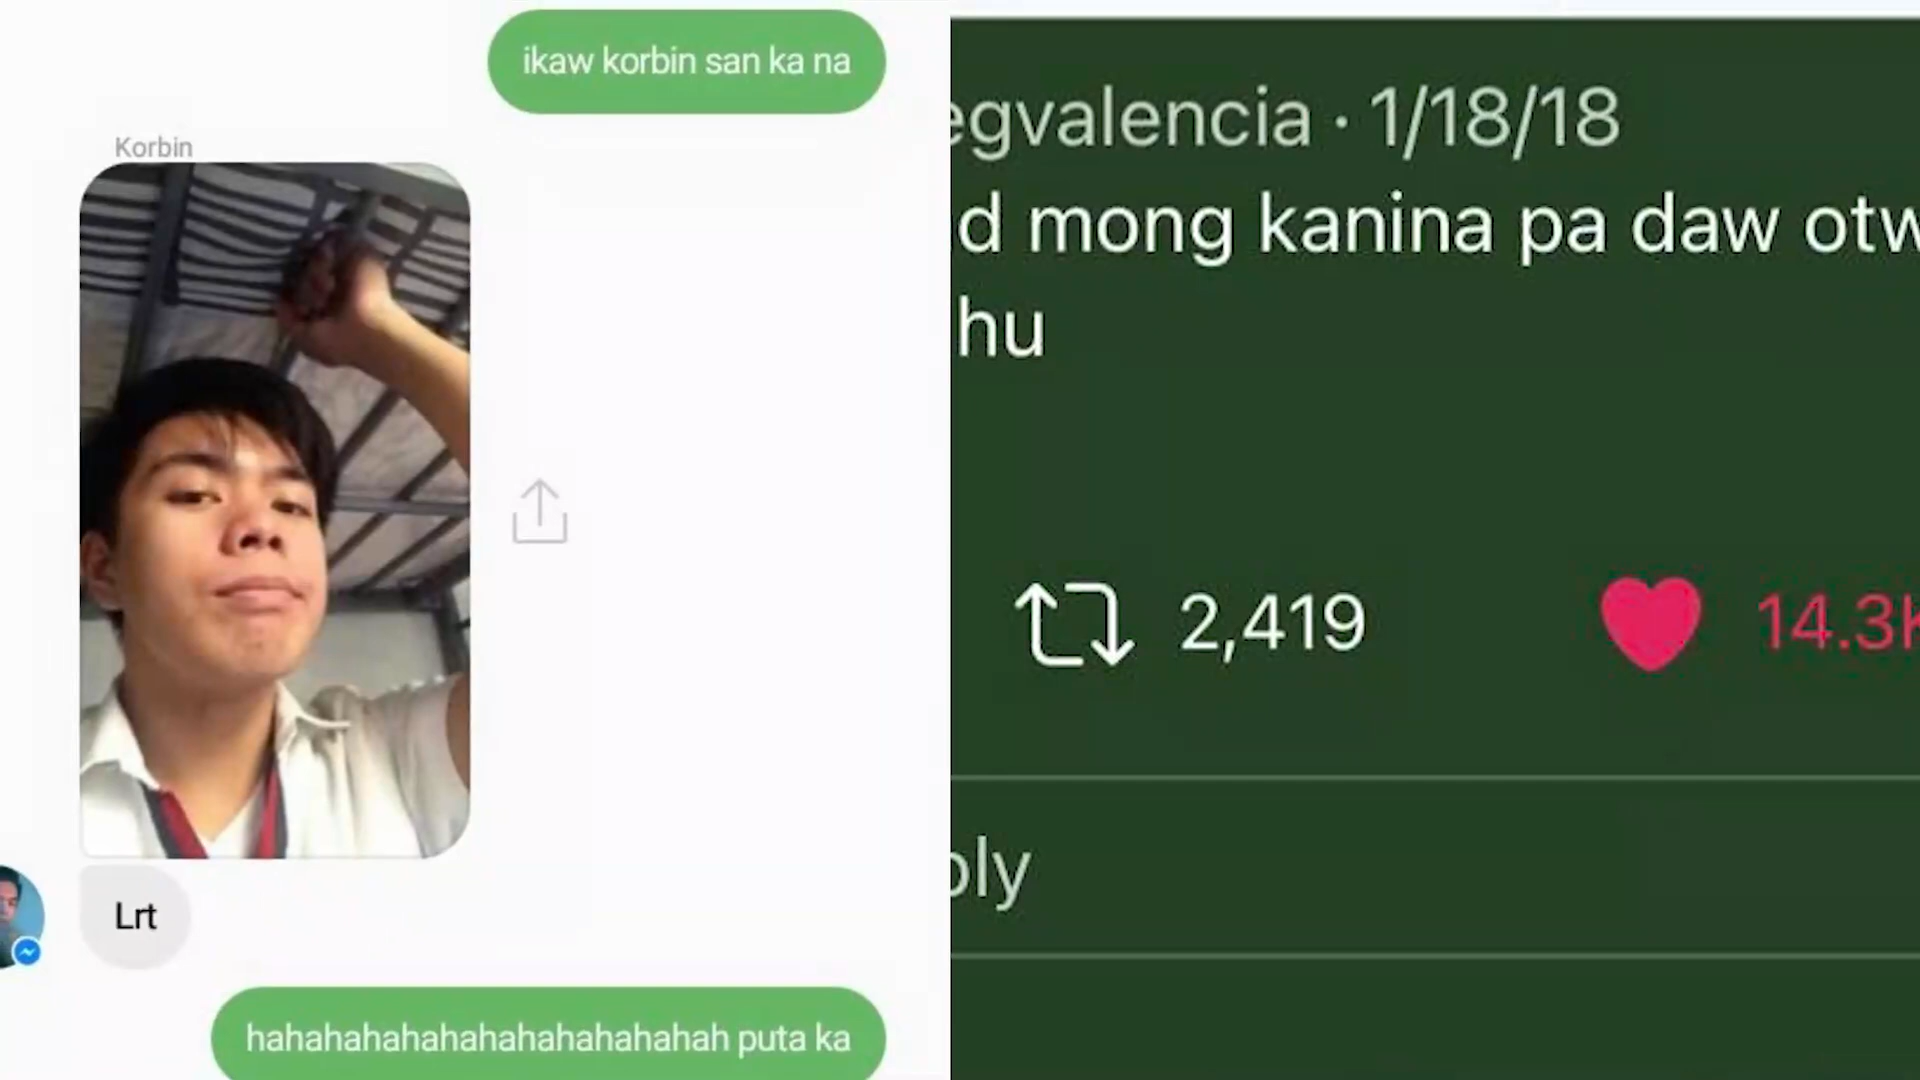 ikaw korbin san ka na
Korbin
Lrt
hahahahahahahahahahahahah puta ka
egvalencia · 1/18/18
d mong kanina pa daw otw
hu
2,419
14.3K
ply